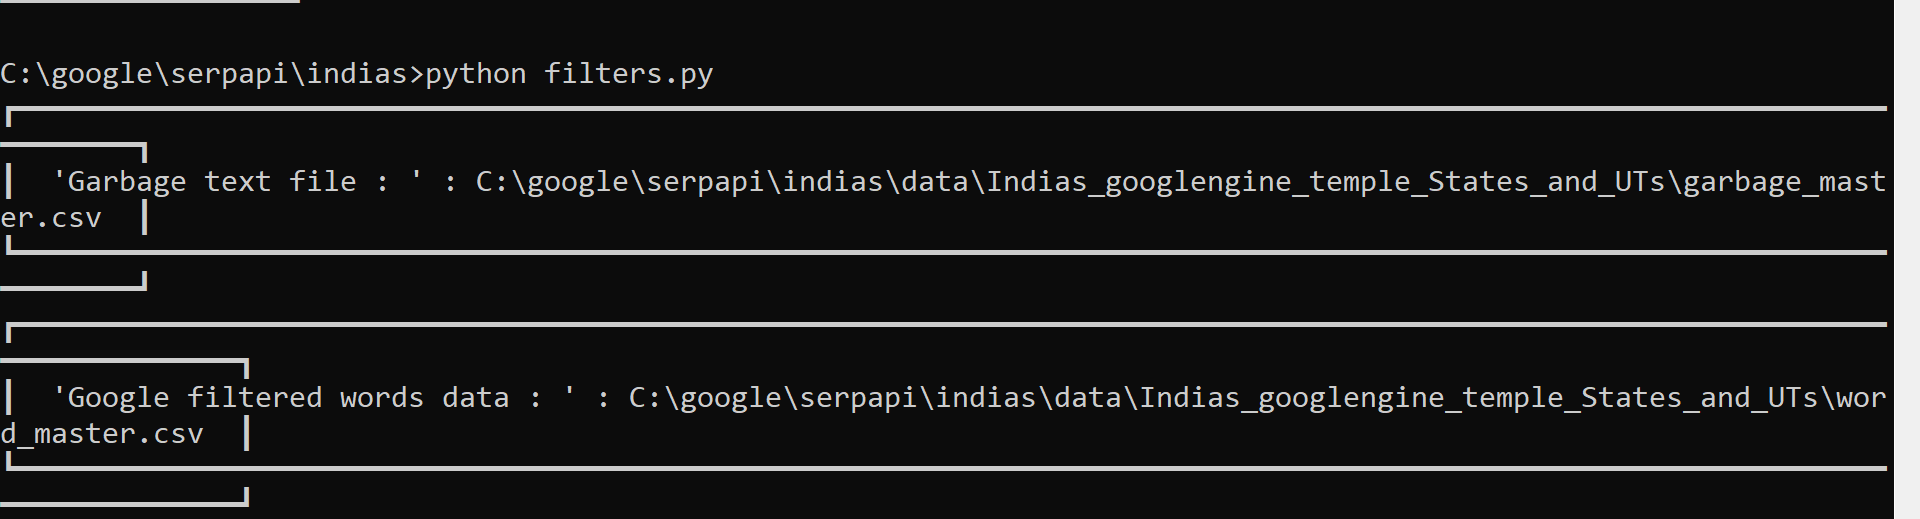 C:\google\serpapi\indias>python filters.py
'Garbage text file : ' : C:\google\serpapi\indias\data\Indias_googlengine_temple_States_and_UTs\garbage_mast
er.csv
'Google filtered words data : ' : C:\google\serpapi\indias\data\Indias_googlengine_temple_States_and_UTs\wor
d_master.csv